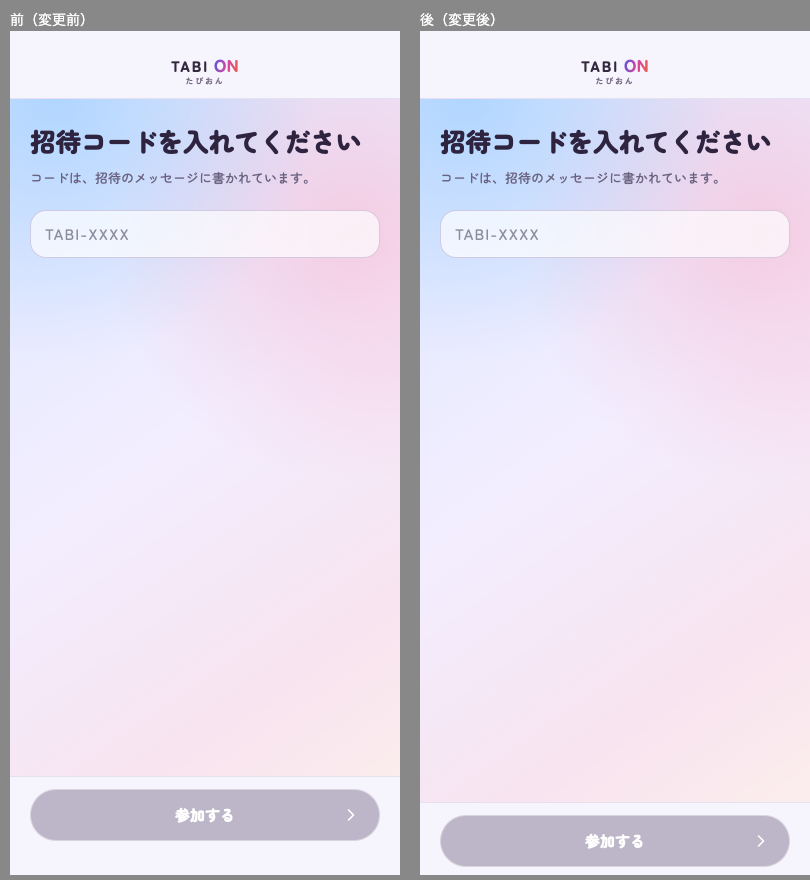 前（変更前）
TABI ON
たびおん
招待コードを入れてください
コードは、招待のメッセージに書かれています。
TABI-XXXX
参加する
後（変更後）
TABI ON
たびおん
招待コードを入れてください
コードは、招待のメッセージに書かれています。
TABI-XXXX
参加する